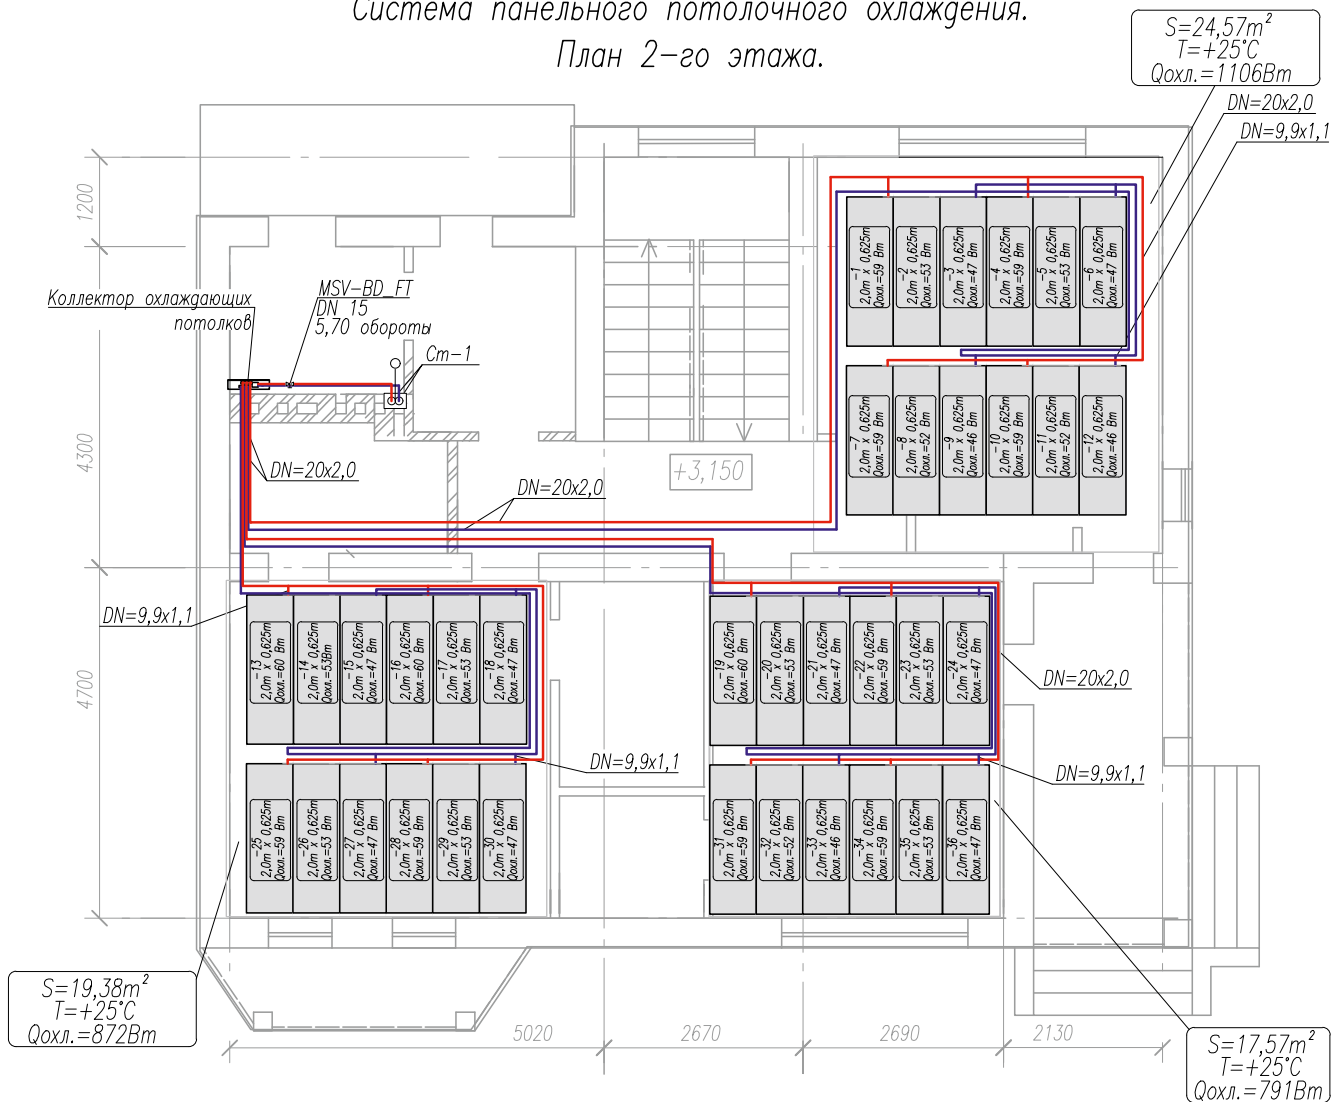 Система панельного потолочного охлаждения.
План 2-го этажа.
S=24,57m²
T=+25°C
Qохл.=1106Вт
DN=20x2,0
DN=9,9x1,1
1200
4300
4700
Коллектор охлаждающих
потолков
MSV-BD_FT
DN 15
5,70 обороты
Ст-1
DN=20x2,0
DN=20x2,0
+3,150
-1
2,0m x 0,625m
Qохл.=59 Вт
-2
2,0m x 0,625m
Qохл.=53 Вт
-3
2,0m x 0,625m
Qохл.=47 Вт
-4
2,0m x 0,625m
Qохл.=59 Вт
-5
2,0m x 0,625m
Qохл.=53 Вт
-6
2,0m x 0,625m
Qохл.=47 Вт
-7
2,0m x 0,625m
Qохл.=59 Вт
-8
2,0m x 0,625m
Qохл.=52 Вт
-9
2,0m x 0,625m
Qохл.=46 Вт
-10
2,0m x 0,625m
Qохл.=59 Вт
-11
2,0m x 0,625m
Qохл.=52 Вт
-12
2,0m x 0,625m
Qохл.=46 Вт
DN=9,9x1,1
-13
2,0m x 0,625m
Qохл.=60 Вт
-14
2,0m x 0,625m
Qохл.=53Вт
-15
2,0m x 0,625m
Qохл.=47 Вт
-16
2,0m x 0,625m
Qохл.=60 Вт
-17
2,0m x 0,625m
Qохл.=53 Вт
-18
2,0m x 0,625m
Qохл.=47 Вт
-19
2,0m x 0,625m
Qохл.=60 Вт
-20
2,0m x 0,625m
Qохл.=53 Вт
-21
2,0m x 0,625m
Qохл.=47 Вт
-22
2,0m x 0,625m
Qохл.=59 Вт
-23
2,0m x 0,625m
Qохл.=53 Вт
-24
2,0m x 0,625m
Qохл.=47 Вт
DN=20x2,0
DN=9,9x1,1
DN=9,9x1,1
-25
2,0m x 0,625m
Qохл.=59 Вт
-26
2,0m x 0,625m
Qохл.=53 Вт
-27
2,0m x 0,625m
Qохл.=47 Вт
-28
2,0m x 0,625m
Qохл.=59 Вт
-29
2,0m x 0,625m
Qохл.=53 Вт
-30
2,0m x 0,625m
Qохл.=47 Вт
-31
2,0m x 0,625m
Qохл.=59 Вт
-32
2,0m x 0,625m
Qохл.=52 Вт
-33
2,0m x 0,625m
Qохл.=46 Вт
-34
2,0m x 0,625m
Qохл.=59 Вт
-35
2,0m x 0,625m
Qохл.=53 Вт
-36
2,0m x 0,625m
Qохл.=47 Вт
S=19,38m²
T=+25°C
Qохл.=872Вт
5020
2670
2690
2130
S=17,57m²
T=+25°C
Qохл.=791Вт